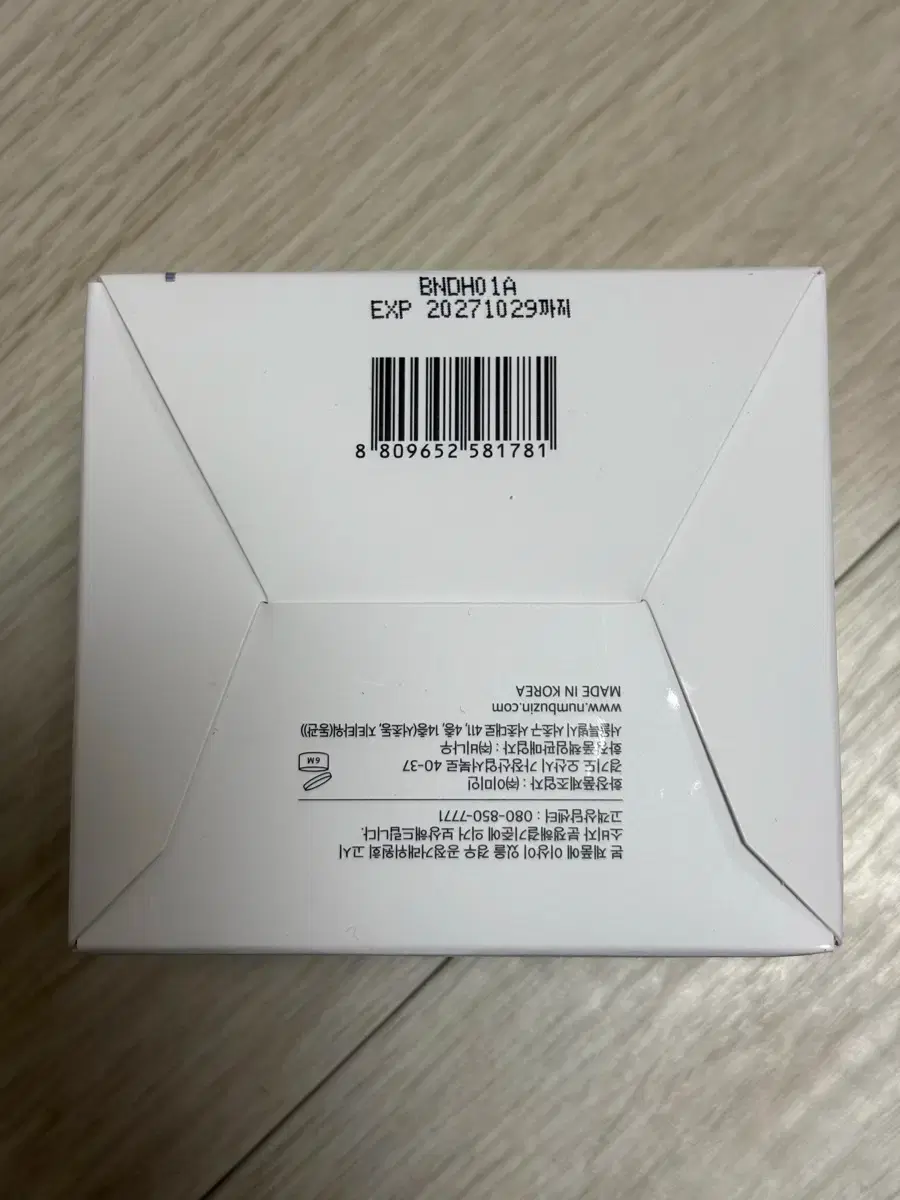 BNDH01A
EXP 20271029까지
8 809652 581781
본 제품에 이상이 있을 경우 공정거래위원회 고시
소비자 분쟁해결기준에 의거 보상해드립니다.
고객상담센터 : 080-850-7771
화장품제조업자 : ㈜이미인
경기도 오산시 가장산업서북로 40-37
화장품책임판매업자 : ㈜비나우
서울특별시 서초구 서초대로 411, 4층, 14층(서초동, 지티타워(동관))
www.numbuzin.com
MADE IN KOREA
6M